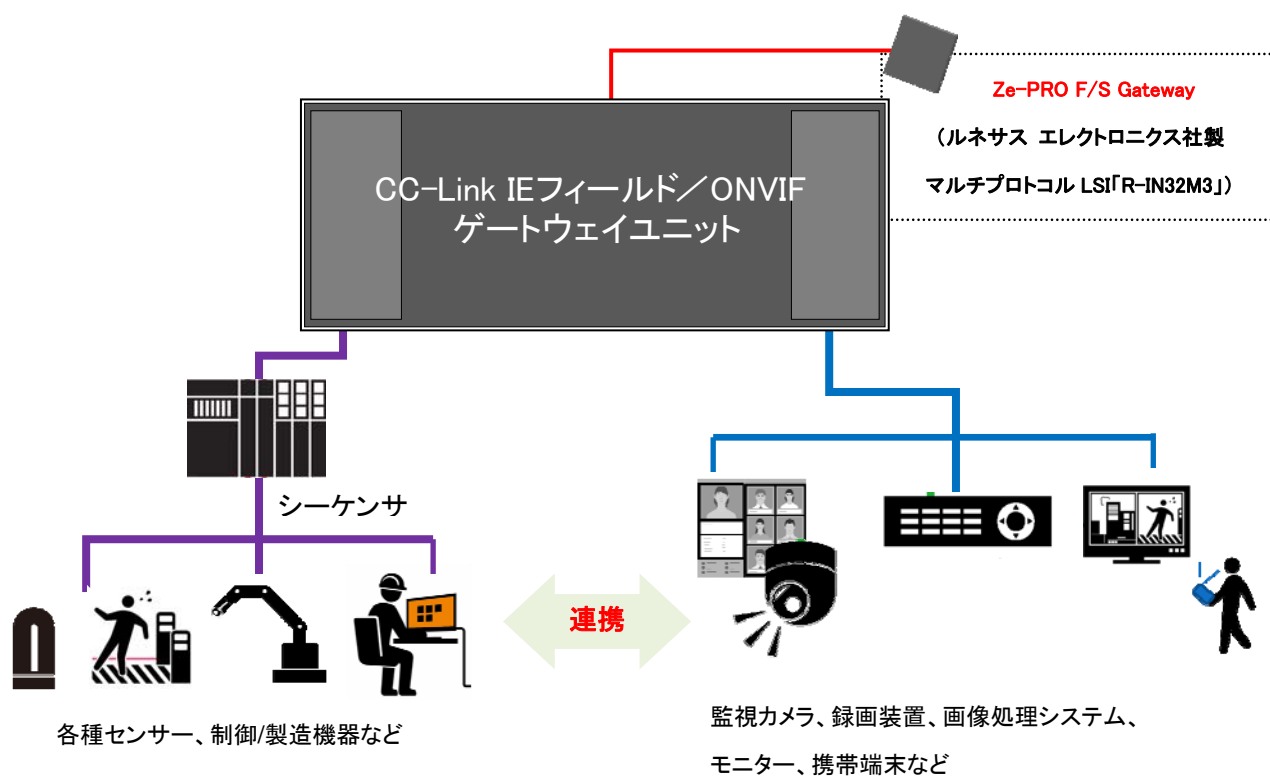 Ze-PRO F/S Gateway
(ルネサス エレクトロニクス社製
マルチプロトコル LSI「R-IN32M3」)
CC-Link IEフィールド/ONVIF
ゲートウェイユニット
シーケンサ
連携
各種センサー、制御/製造機器など
監視カメラ、録画装置、画像処理システム、
モニター、携帯端末など